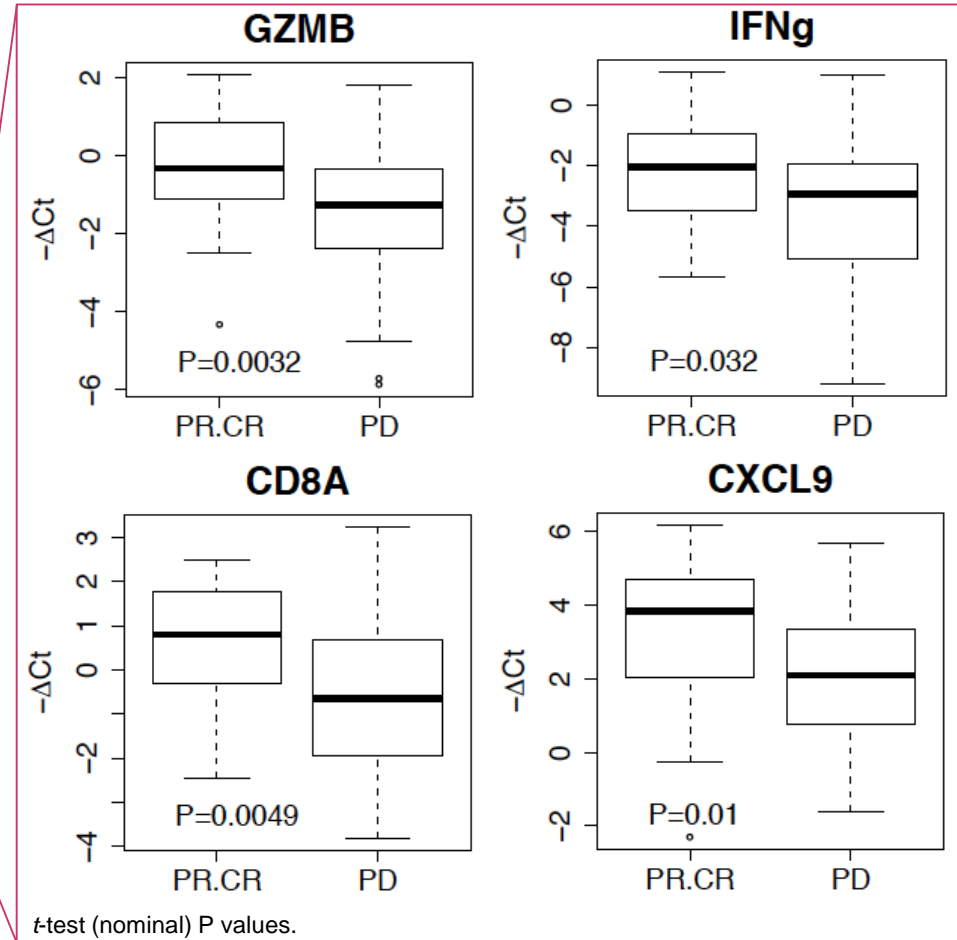 GZMB
2
0
−2
−4
−6
−ΔCt
P=0.0032
PR.CR PD
IFNg
0
−2
−4
−6
−8
−ΔCt
P=0.032
PR.CR PD
CD8A
3
2
1
0
−2
−4
−ΔCt
P=0.0049
PR.CR PD
CXCL9
6
4
2
0
−2
−ΔCt
P=0.01
PR.CR PD
t-test (nominal) P values.